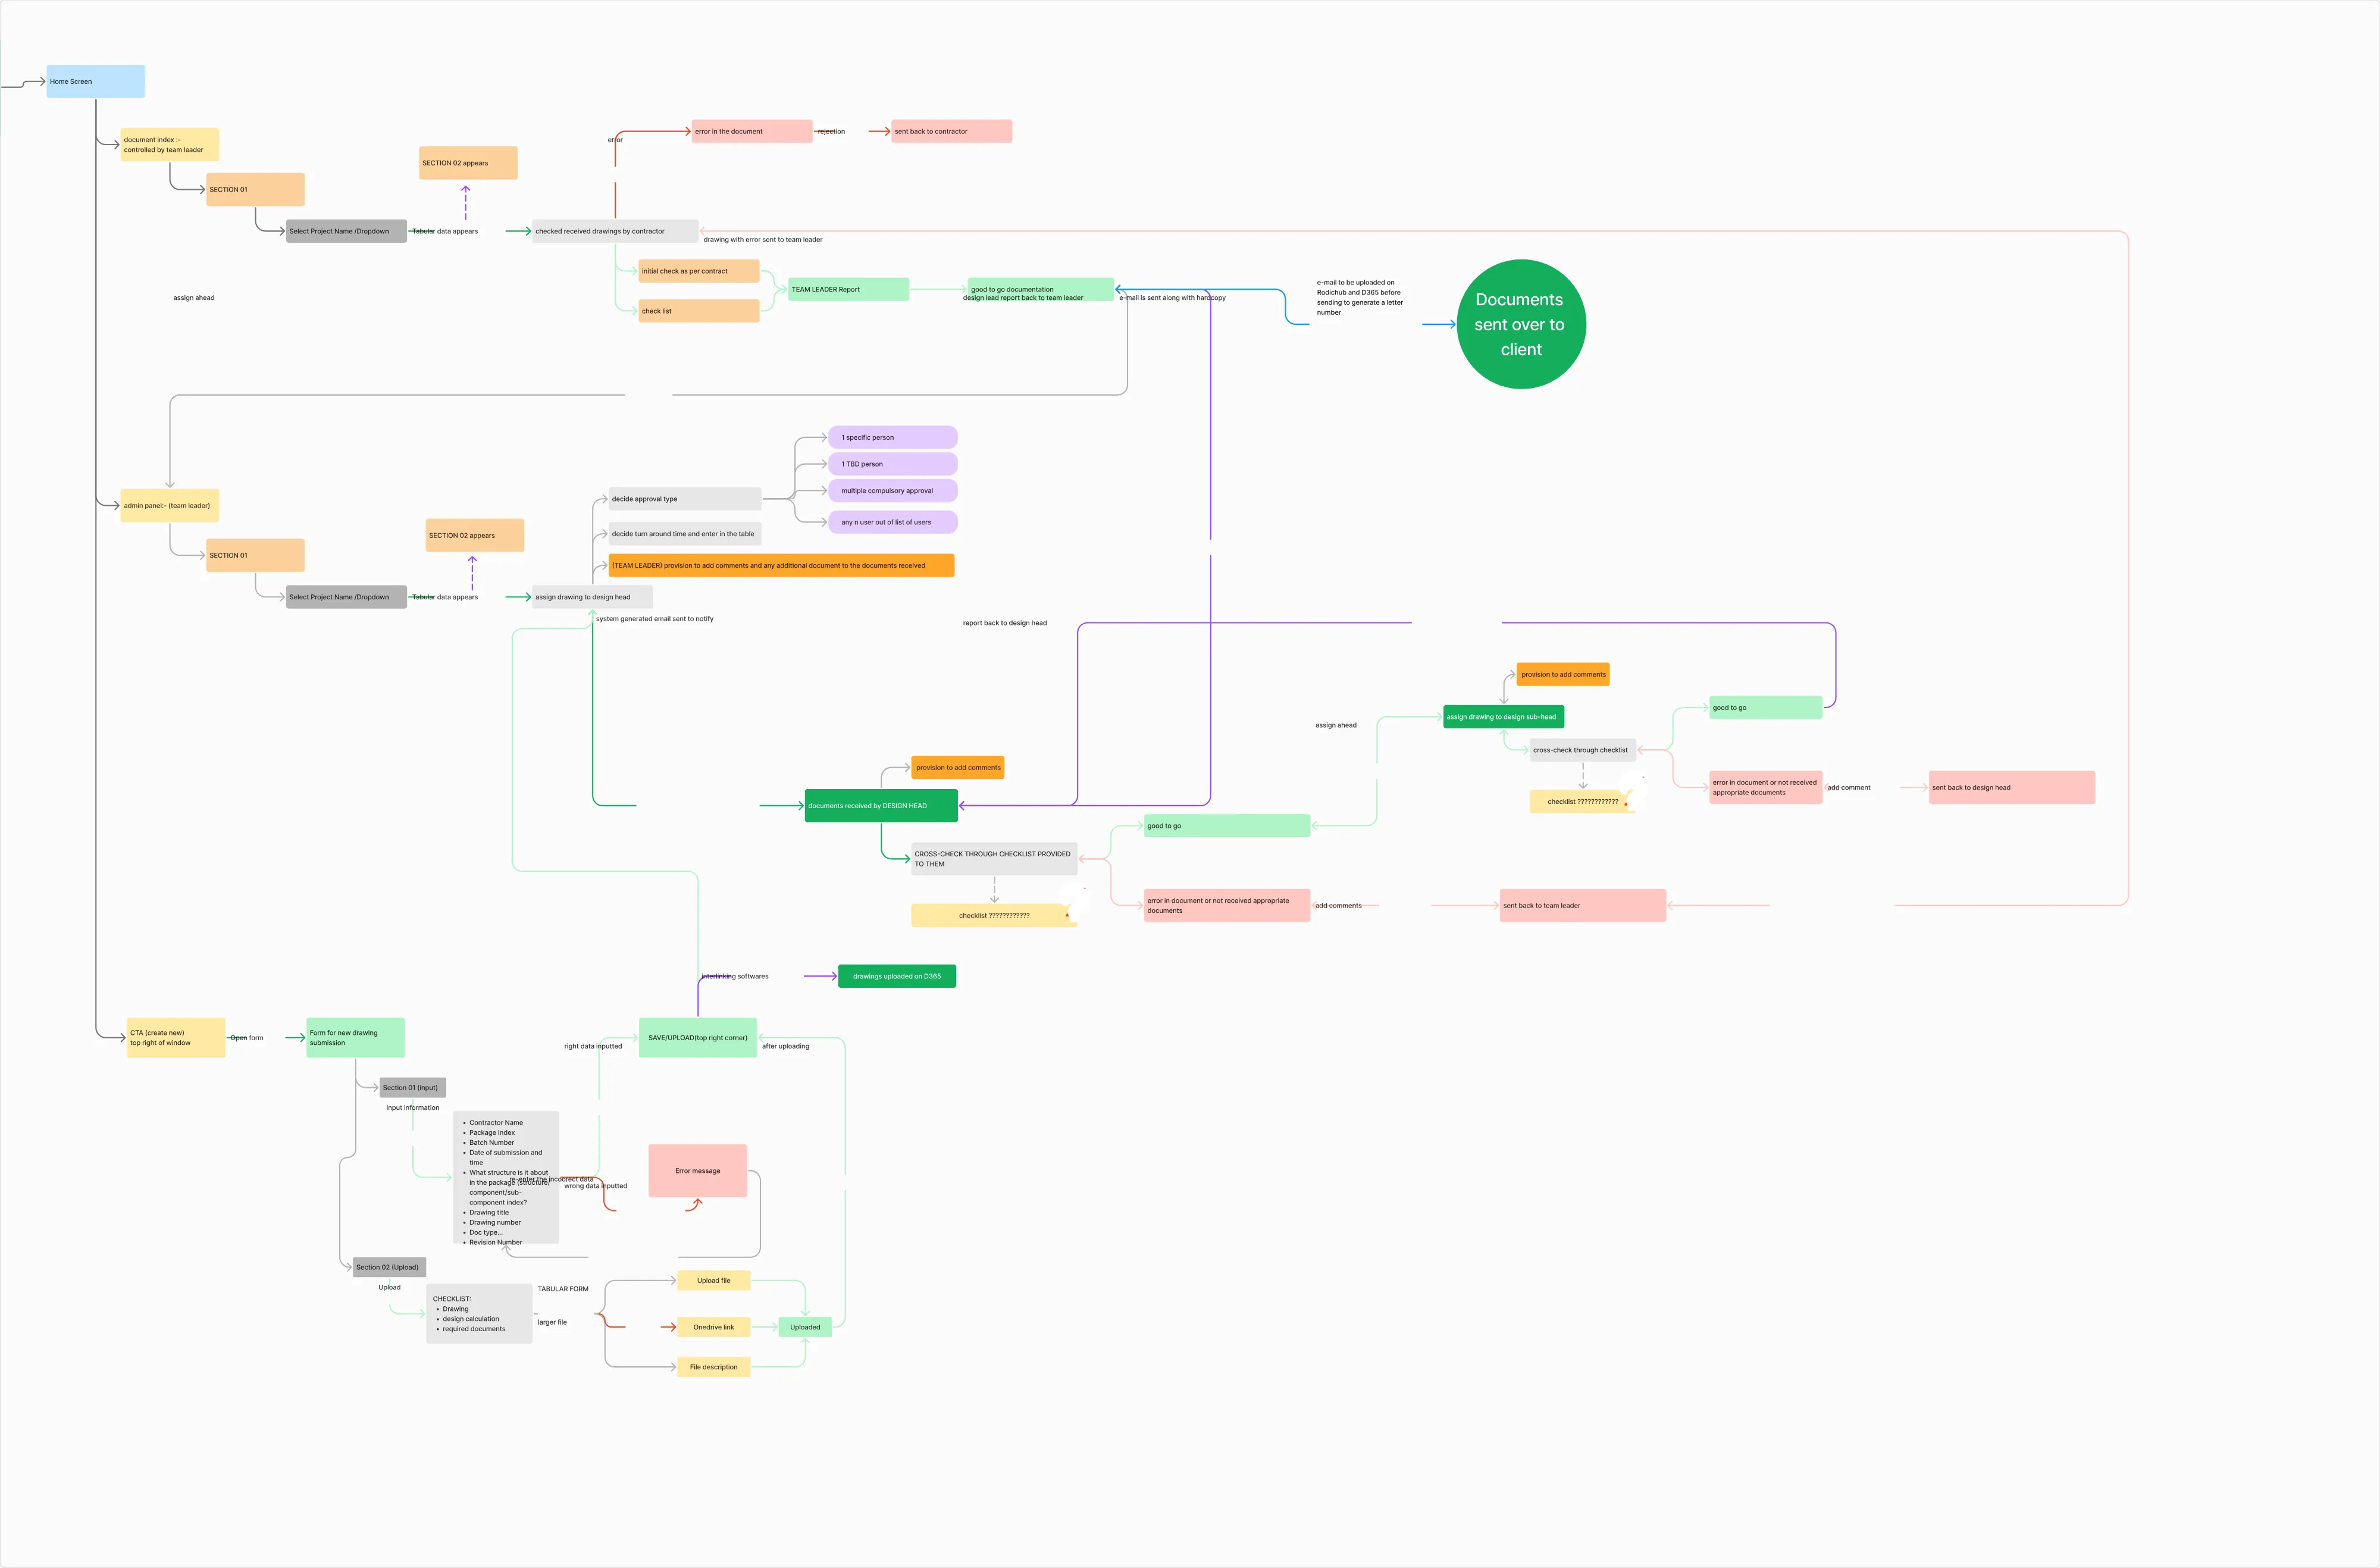 Home Screen
document index :-
controlled by team leader
SECTION 01
Select Project Name /Dropdown
Tabular data appears
SECTION 02 appears
checked received drawings by contractor
error
error in the document
rejection
sent back to contractor
drawing with error sent to team leader
initial check as per contract
check list
TEAM LEADER Report
good to go documentation
design lead report back to team leader
e-mail is sent along with hardcopy
e-mail to be uploaded on
Rodichub and D365 before
sending to generate a letter
number
Documents
sent over to
client
assign ahead
admin panel:- (team leader)
SECTION 01
Select Project Name /Dropdown
Tabular data appears
SECTION 02 appears
assign drawing to design head
decide approval type
1 specific person
1 TBD person
multiple compulsory approval
any n user out of list of users
decide turn around time and enter in the table
(TEAM LEADER) provision to add comments and any additional document to the documents received
system generated email sent to notify
report back to design head
provision to add comments
documents received by DESIGN HEAD
CROSS-CHECK THROUGH CHECKLIST PROVIDED
TO THEM
checklist ????????????
good to go
error in document or not received appropriate
documents
add comments
sent back to team leader
assign ahead
provision to add comments
assign drawing to design sub-head
cross-check through checklist
checklist ????????????
good to go
error in document or not received
appropriate documents
add comment
sent back to design head
interlinking softwares
drawings uploaded on D365
CTA (create new)
top right of window
Open form
Form for new drawing
submission
Section 01 (input)
Input information
• Contractor Name
• Package Index
• Batch Number
• Date of submission and
time
• What structure is it about
in the package (structure/
component/sub-
component index?
• Drawing title
• Drawing number
• Doc type...
• Revision Number
right data inputted
SAVE/UPLOAD(top right corner)
after uploading
re-enter the incoorect data
wrong data inputted
Error message
Section 02 (Upload)
Upload
CHECKLIST:
• Drawing
• design calculation
• required documents
TABULAR FORM
larger file
Upload file
Onedrive link
File description
Uploaded